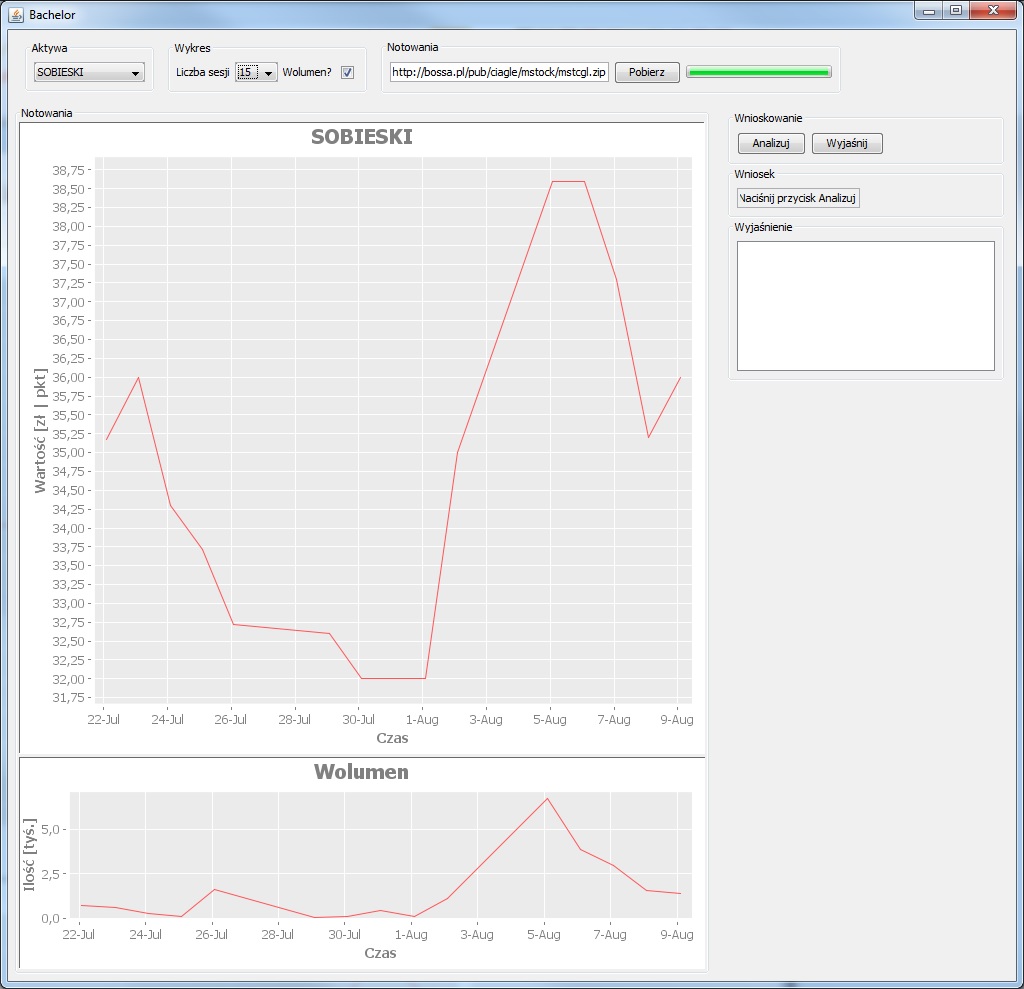 Bachelor
Aktywa
SOBIESKI
Wykres
Liczba sesji 15 Wolumen?
Notowania
http://bossa.pl/pub/ciagle/mstock/mstcgl.zip Pobierz
Notowania
SOBIESKI
38,75
38,50
38,25
38,00
37,75
37,50
37,25
37,00
36,75
36,50
36,25
36,00
35,75
35,50
35,25
35,00
34,75
34,50
34,25
34,00
33,75
33,50
33,25
33,00
32,75
32,50
32,25
32,00
31,75
Wartość [zł | pkt]
22-Jul 24-Jul 26-Jul 28-Jul 30-Jul 1-Aug 3-Aug 5-Aug 7-Aug 9-Aug
Czas
Wolumen
5,0
2,5
0,0
Ilość [tyś.]
22-Jul 24-Jul 26-Jul 28-Jul 30-Jul 1-Aug 3-Aug 5-Aug 7-Aug 9-Aug
Czas
Wnioskowanie
Analizuj Wyjaśnij
Wniosek
Naciśnij przycisk Analizuj
Wyjaśnienie